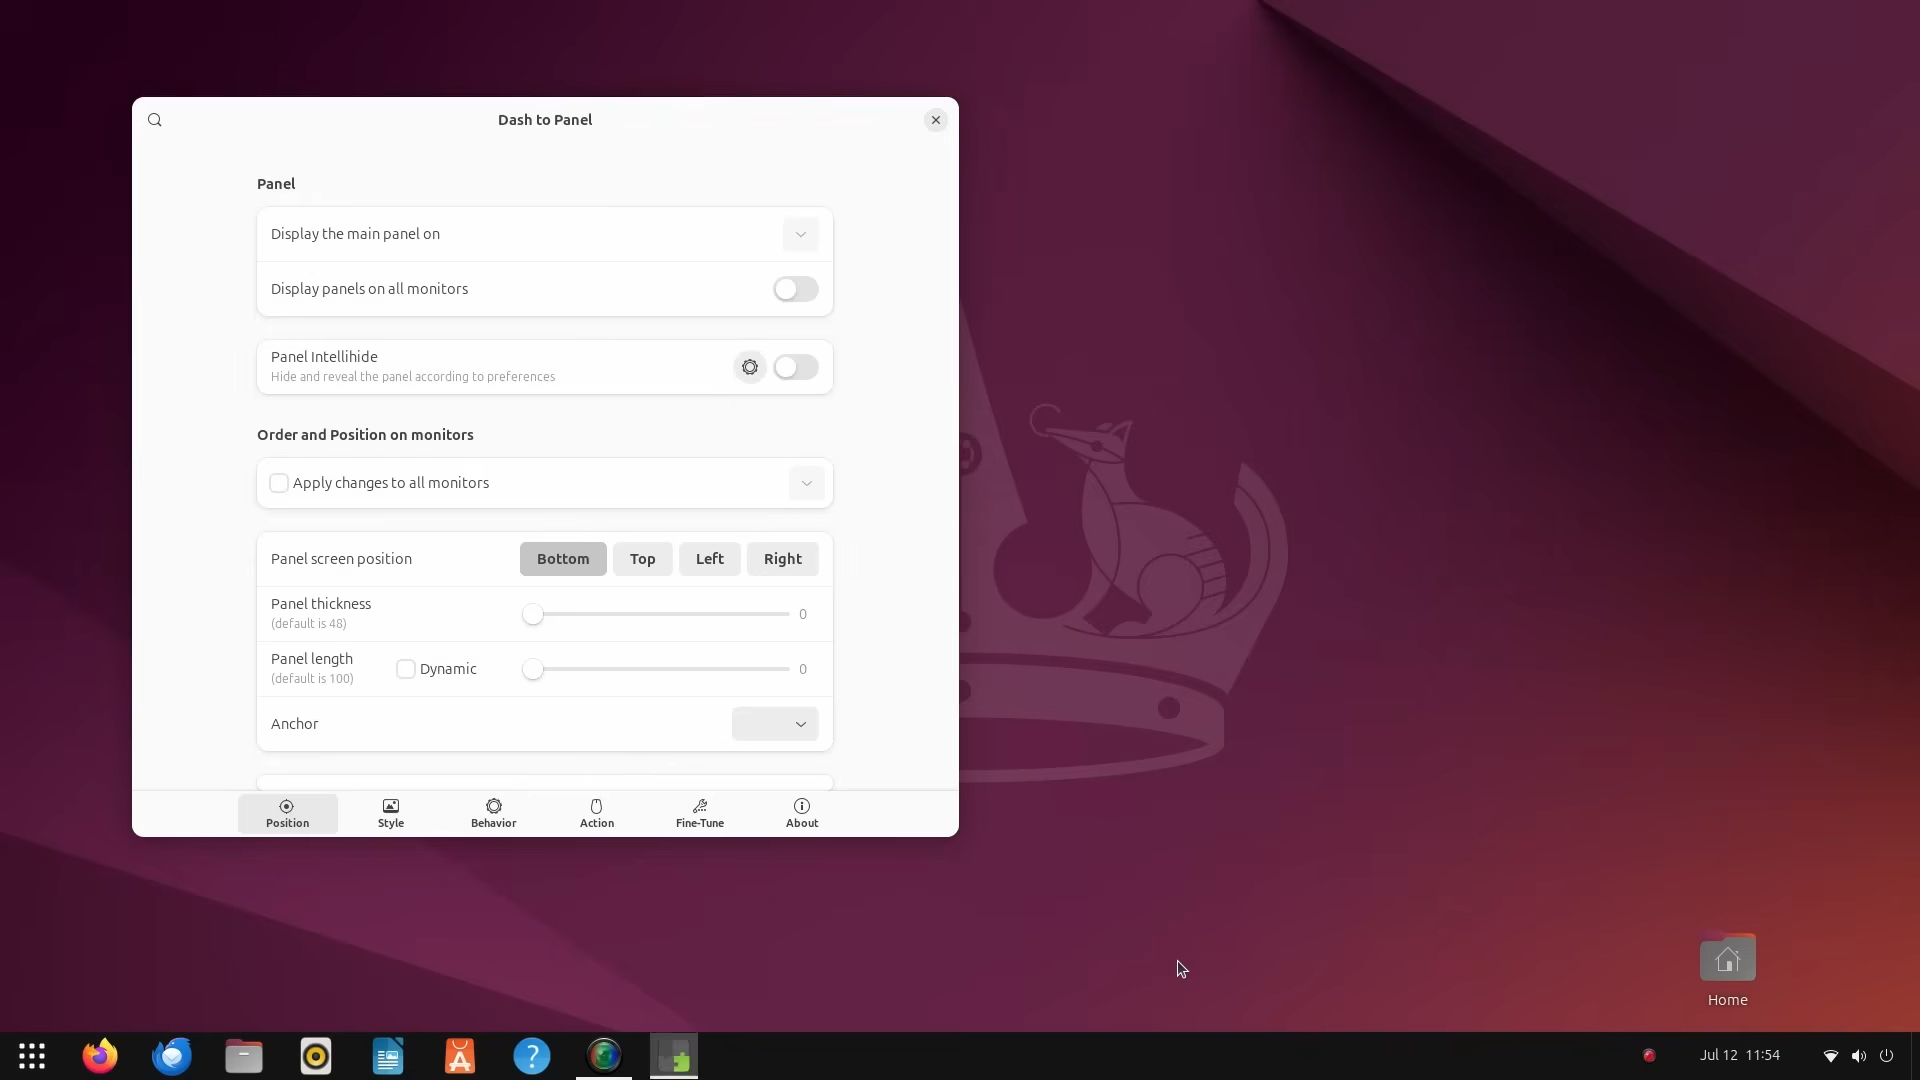 Dash to Panel
Panel
Display the main panel on
Display panels on all monitors
Panel Intellihide
Hide and reveal the panel according to preferences
Order and Position on monitors
Apply changes to all monitors
Panel screen position
Bottom
Top
Left
Right
Panel thickness
(default is 48)
0
Panel length
(default is 100)
Dynamic
0
Anchor
Position
Style
Behavior
Action
Fine-Tune
About
Home
Jul 12 11:54